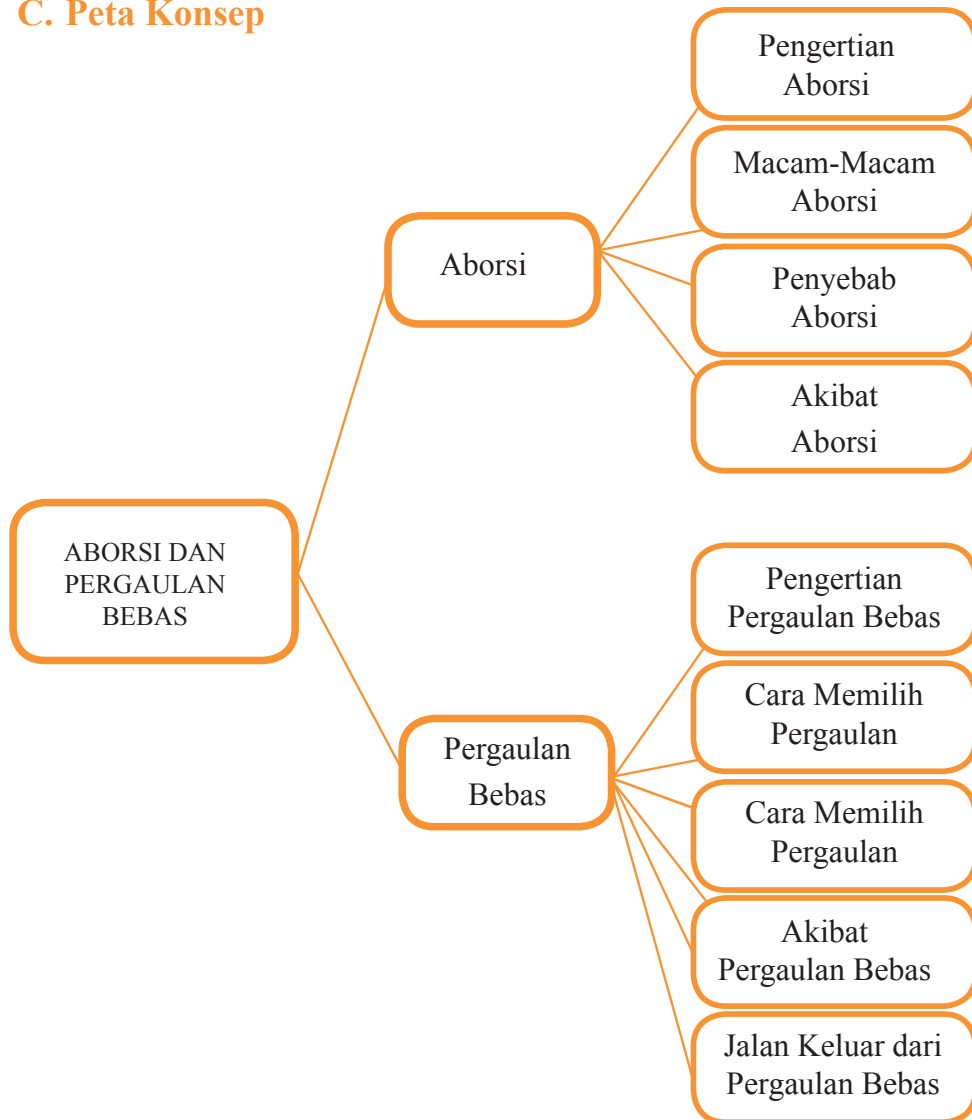 C. Peta Konsep
Pengertian
Aborsi
Macam-Macam
Aborsi
Aborsi
Penyebab
Aborsi
Akibat
Aborsi
ABORSI DAN
PERGAULAN
BEBAS
Pengertian
Pergaulan Bebas
Cara Memilih
Pergaulan
Pergaulan
Bebas
Cara Memilih
Pergaulan
Akibat
Pergaulan Bebas
Jalan Keluar dari
Pergaulan Bebas